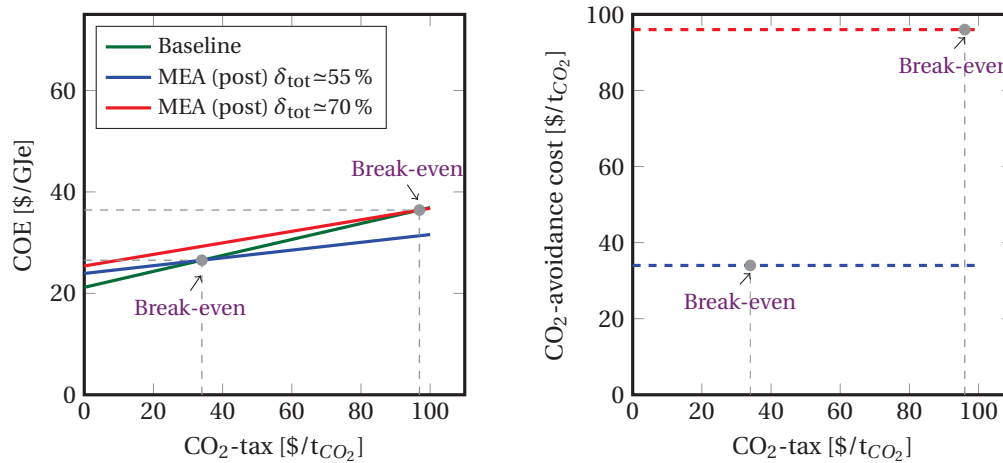 Baseline
MEA (post) δtot≃55 %
MEA (post) δtot≃70 %
COE [$/GJe]
60
40
20
0
Break-even
Break-even
0 20 40 60 80 100
CO2-tax [$/tCO2]
CO2-avoidance cost [$/tCO2]
100
80
60
40
20
0
Break-even
Break-even
0 20 40 60 80 100
CO2-tax [$/tCO2]